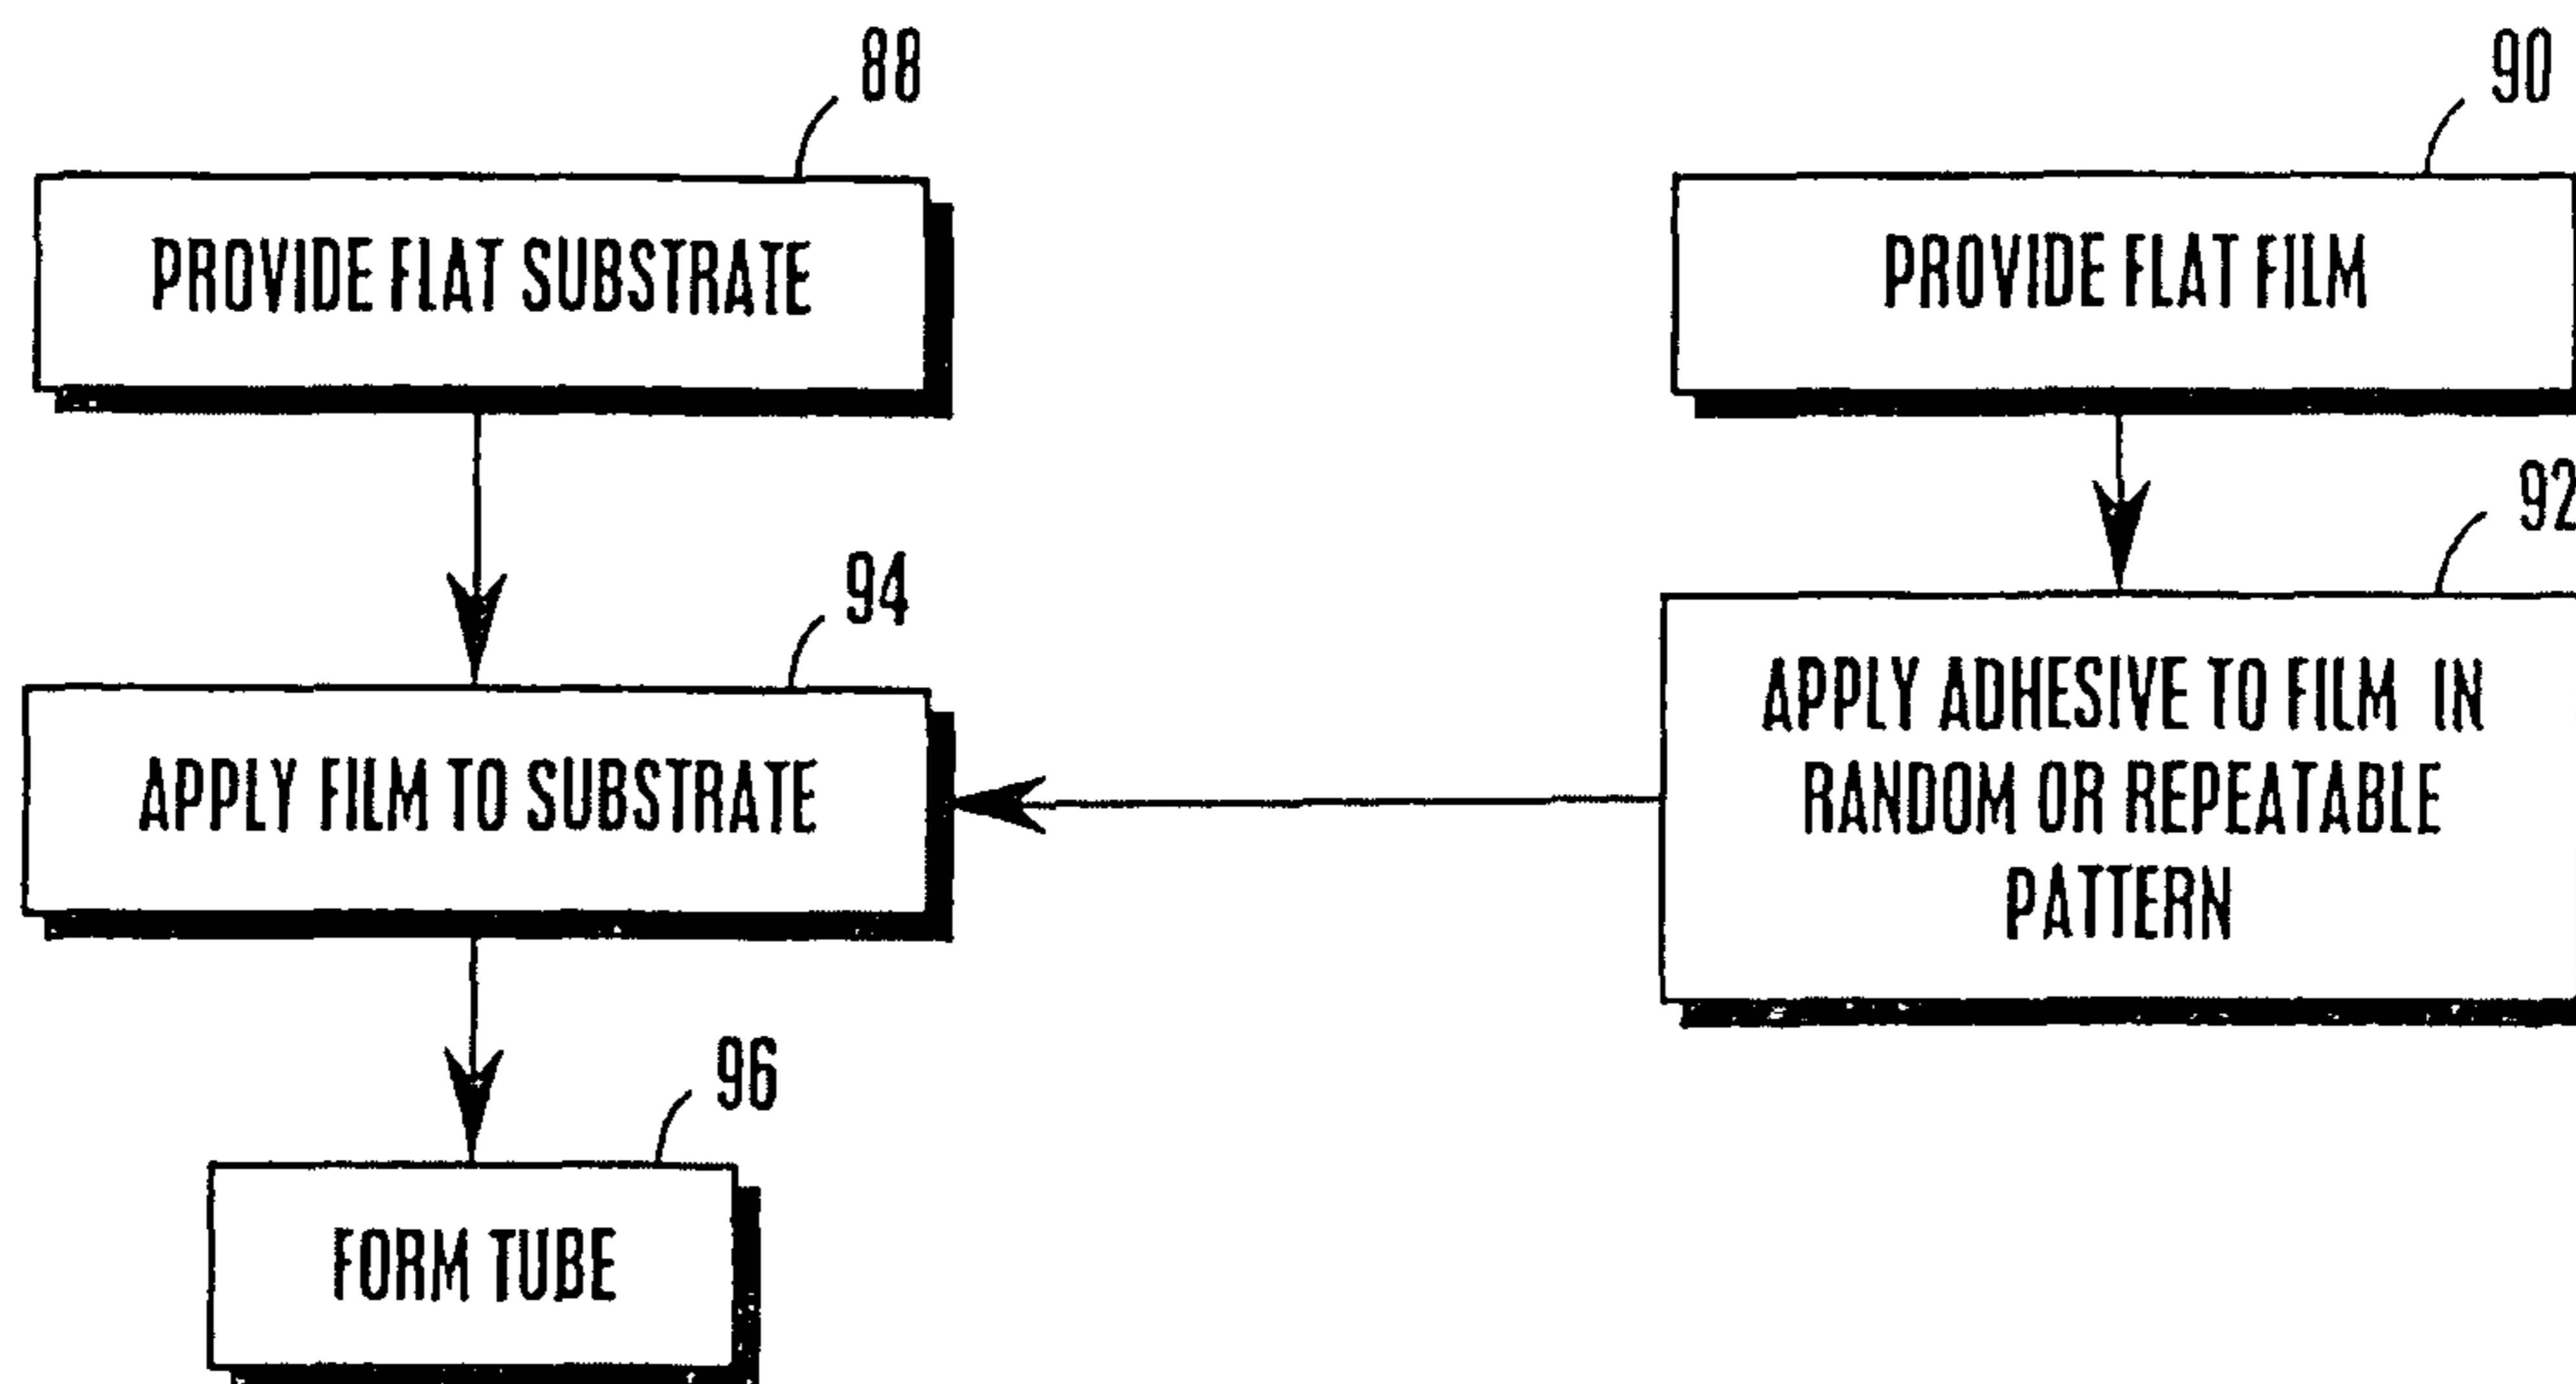 88
PROVIDE FLAT SUBSTRATE
90
PROVIDE FLAT FILM
92
APPLY ADHESIVE TO FILM IN
RANDOM OR REPEATABLE
PATTERN
94
APPLY FILM TO SUBSTRATE
96
FORM TUBE